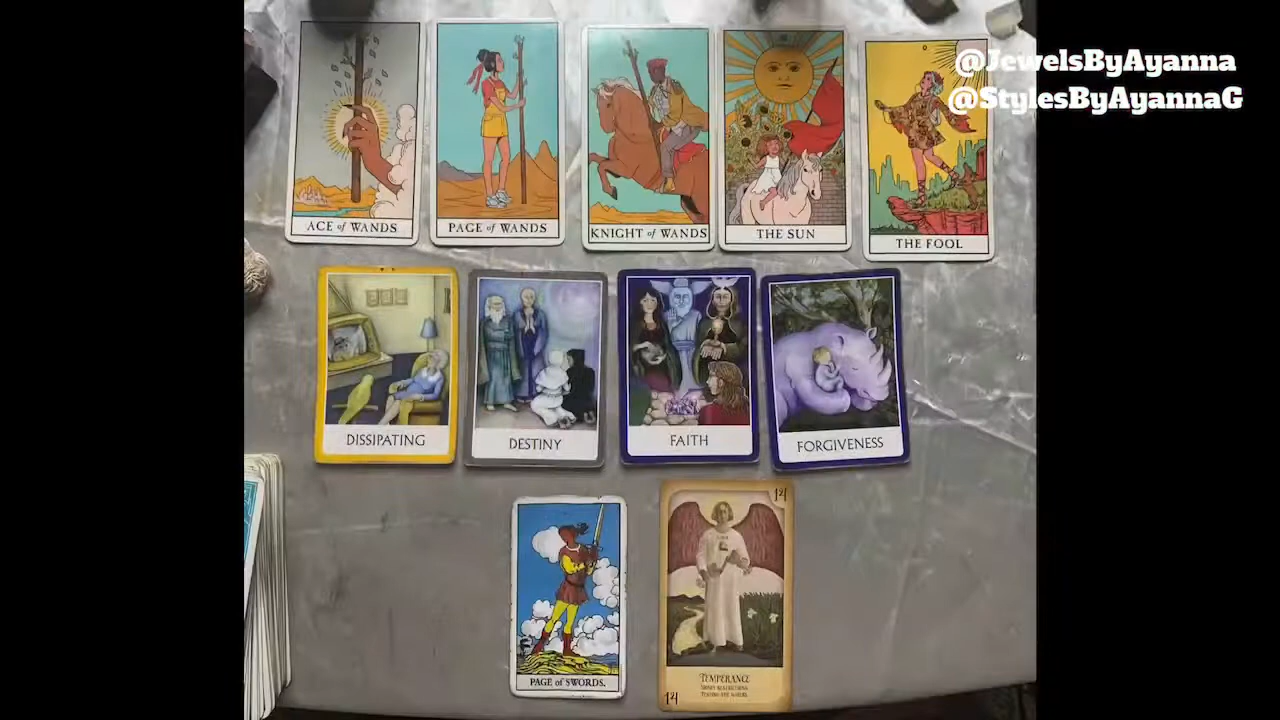 @JewelsByAyanna
@StylesByAyannaG
ACE of WANDS
PAGE of WANDS
KNIGHT of WANDS
THE SUN
THE FOOL
DISSIPATING
DESTINY
FAITH
FORGIVENESS
PAGE of SWORDS.
14
TEMPERANCE
14